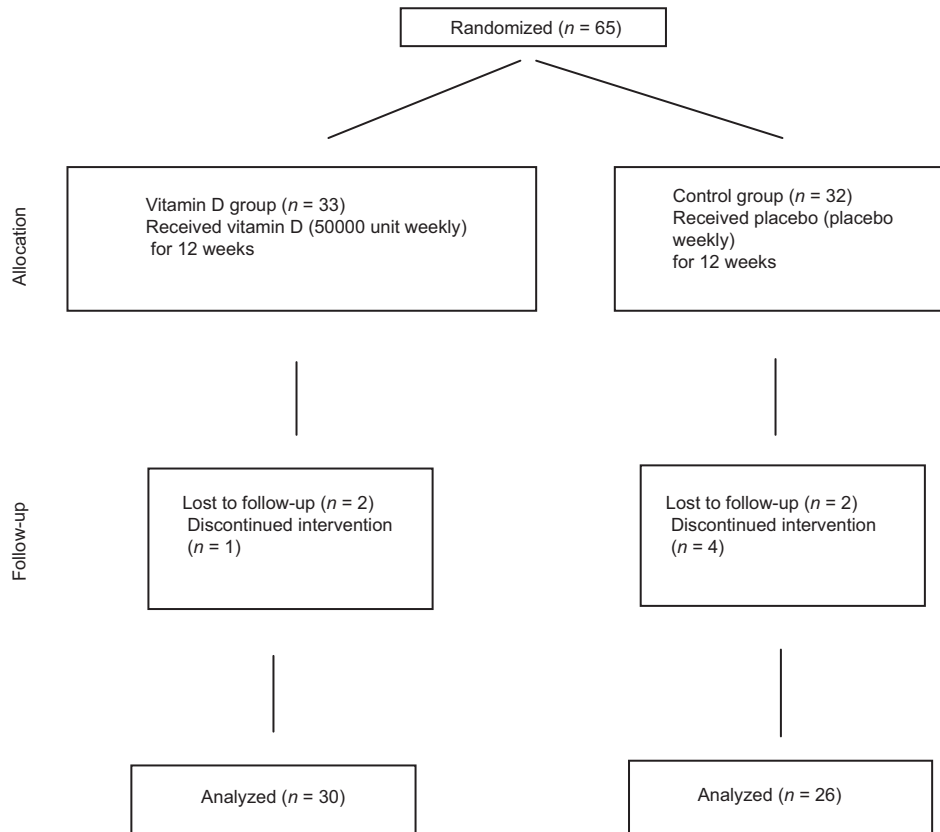 Randomized (n = 65)
Allocation
Vitamin D group (n = 33)
Received vitamin D (50000 unit weekly)
for 12 weeks
Control group (n = 32)
Received placebo (placebo
weekly)
for 12 weeks
Follow-up
Lost to follow-up (n = 2)
Discontinued intervention
(n = 1)
Lost to follow-up (n = 2)
Discontinued intervention
(n = 4)
Analyzed (n = 30)
Analyzed (n = 26)